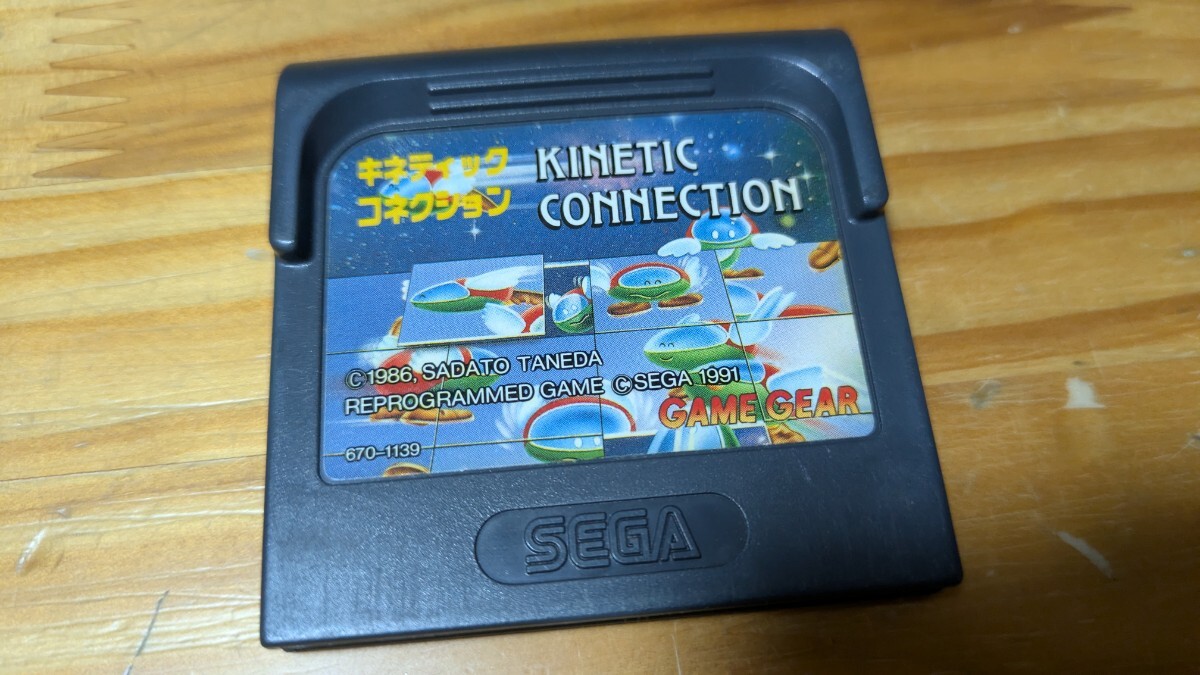 キネティック
コネクション
KINETIC
CONNECTION
©1986, SADATO TANEDA
REPROGRAMMED GAME ©SEGA 1991
GAME GEAR
670-1139
SEGA